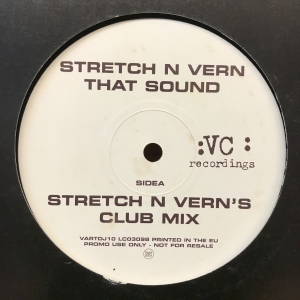 STRETCH N VERN
THAT SOUND
:VC :
recordings
SIDEA
STRETCH N VERN'S
CLUB MIX
VARTDJ10 LC03098 PRINTED IN THE EU
PROMO USE ONLY - NOT FOR RESALE